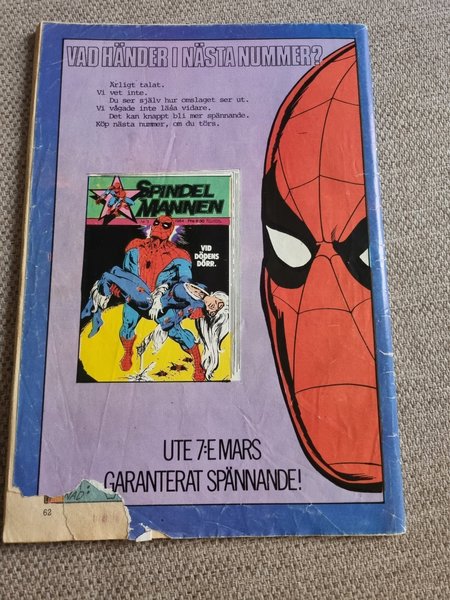 VAD HÄNDER I NÄSTA NUMMER?
Ärligt talat.
Vi vet inte.
Du ser själv hur omslaget ser ut.
Vi vågade inte läsa vidare.
Det kan knappt bli mer spännande.
Köp nästa nummer, om du törs.
SPINDEL
MANNEN
1984
VID
DÖDENS
DÖRR.
UTE 7:E MARS
GARANTERAT SPÄNNANDE!
62